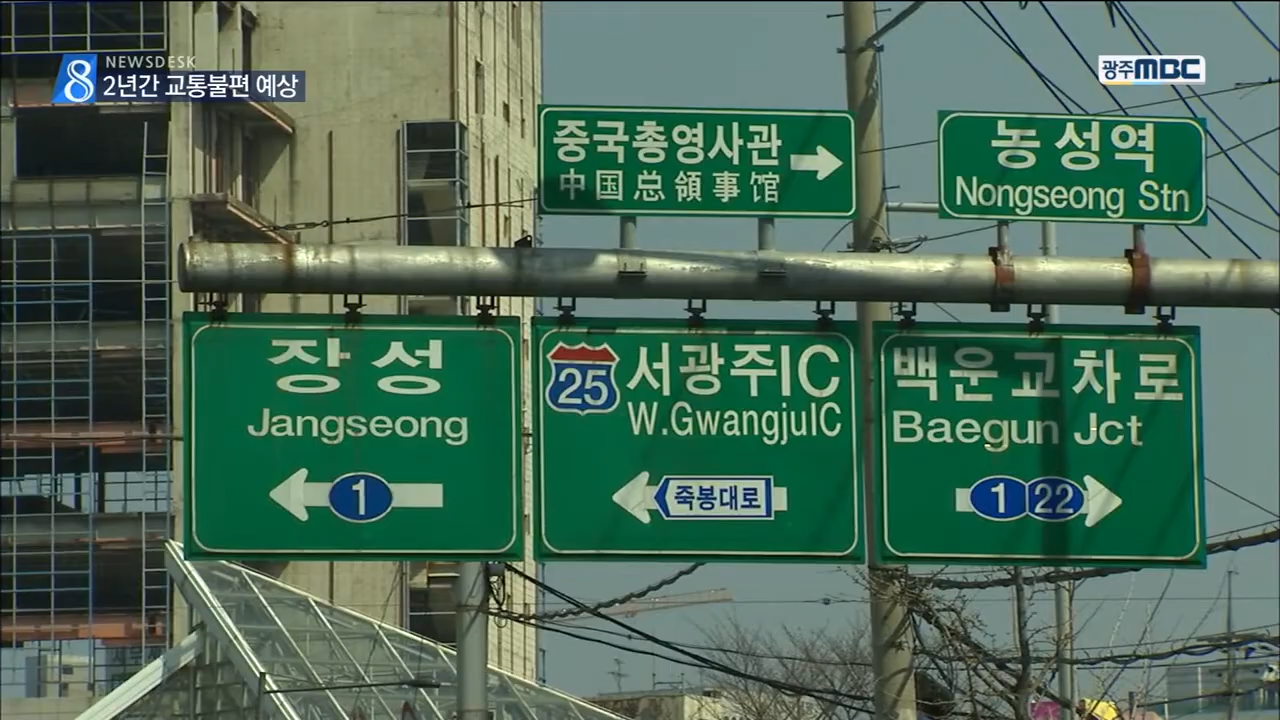 8 NEWSDESK
2년간 교통불편 예상
광주MBC
중국총영사관
中国总領事馆
농성역
Nongseong Stn
장성
Jangseong
1
25 서광주IC
W.GwangjuIC
죽봉대로
백운교차로
Baegun Jct
1 22